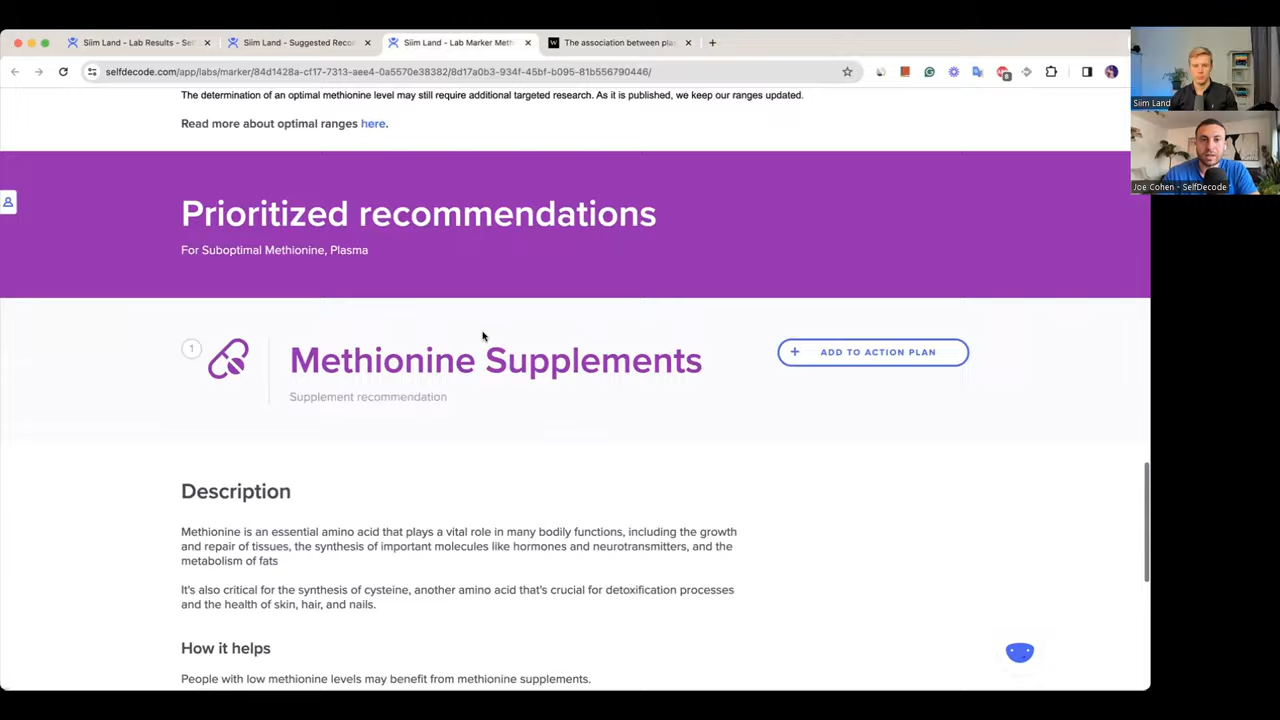 Siim Land - Lab Results - Sel
Siim Land - Suggested Reco
Siim Land - Lab Marker Meth
W
The association between pla
selfdecode.com/app/labs/marker/84d1428a-cf17-7313-aee4-0a5570e38382/8d17a0b3-934f-45bf-b095-81b556790446/
Siim Land
Joe Cohen - SelfDecode
The determination of an optimal methionine level may still require additional targeted research. As it is published, we keep our ranges updated.
Read more about optimal ranges here.
Prioritized recommendations
For Suboptimal Methionine, Plasma
1
Methionine Supplements
Supplement recommendation
+ ADD TO ACTION PLAN
Description
Methionine is an essential amino acid that plays a vital role in many bodily functions, including the growth
and repair of tissues, the synthesis of important molecules like hormones and neurotransmitters, and the
metabolism of fats
It's also critical for the synthesis of cysteine, another amino acid that's crucial for detoxification processes
and the health of skin, hair, and nails.
How it helps
People with low methionine levels may benefit from methionine supplements.